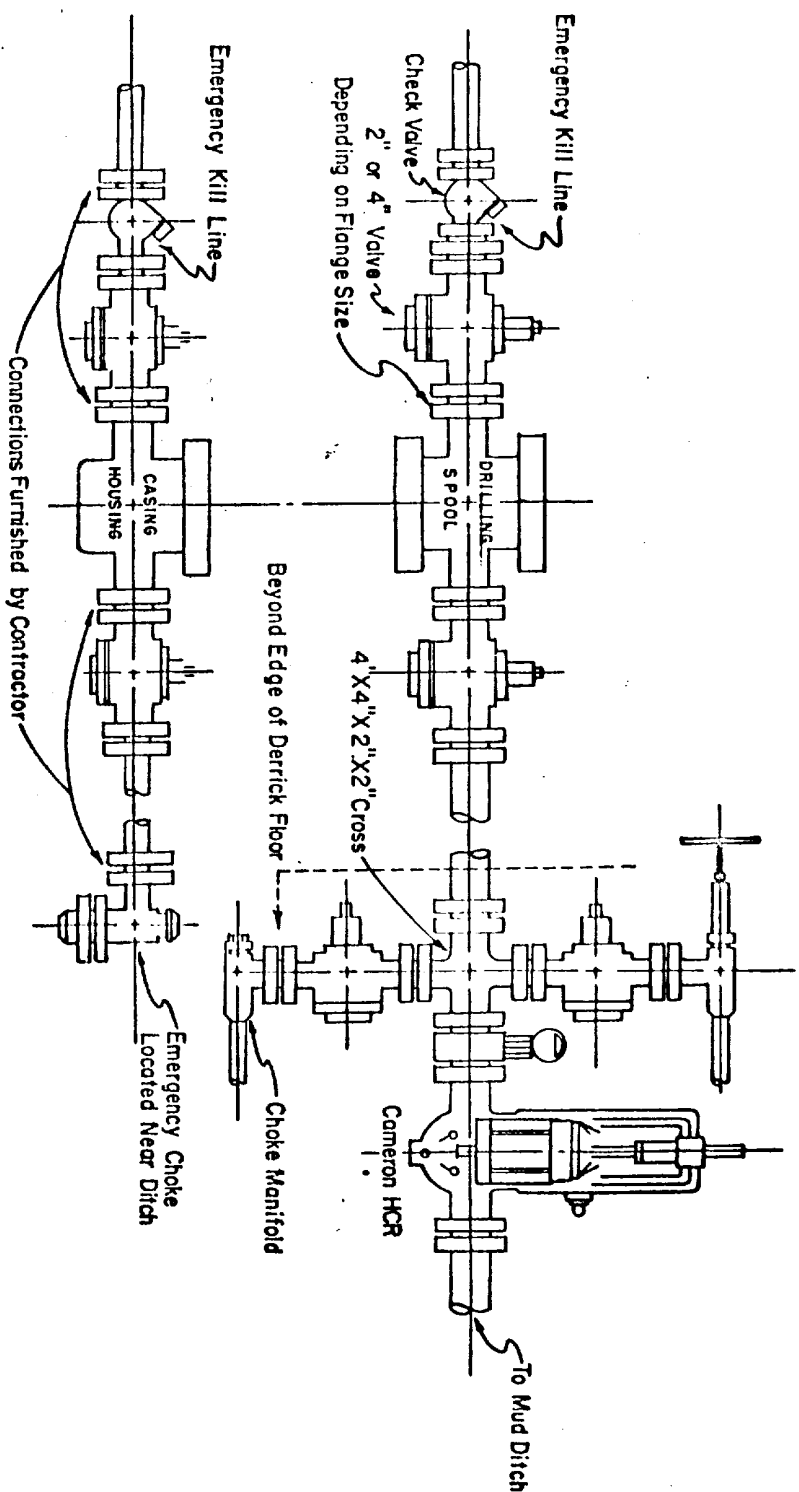 Emergency Kill Line
Check Valve
2" or 4" Valve
Depending on Flange Size
DRILLING
SPOOL
4"X4"X2"X2" Cross
Beyond Edge of Derrick Floor
Cameron HCR
To Mud Ditch
Choke Manifold
Emergency Kill Line
CASING
HOUSING
Connections Furnished by Contractor
Emergency Choke
Located Near Ditch